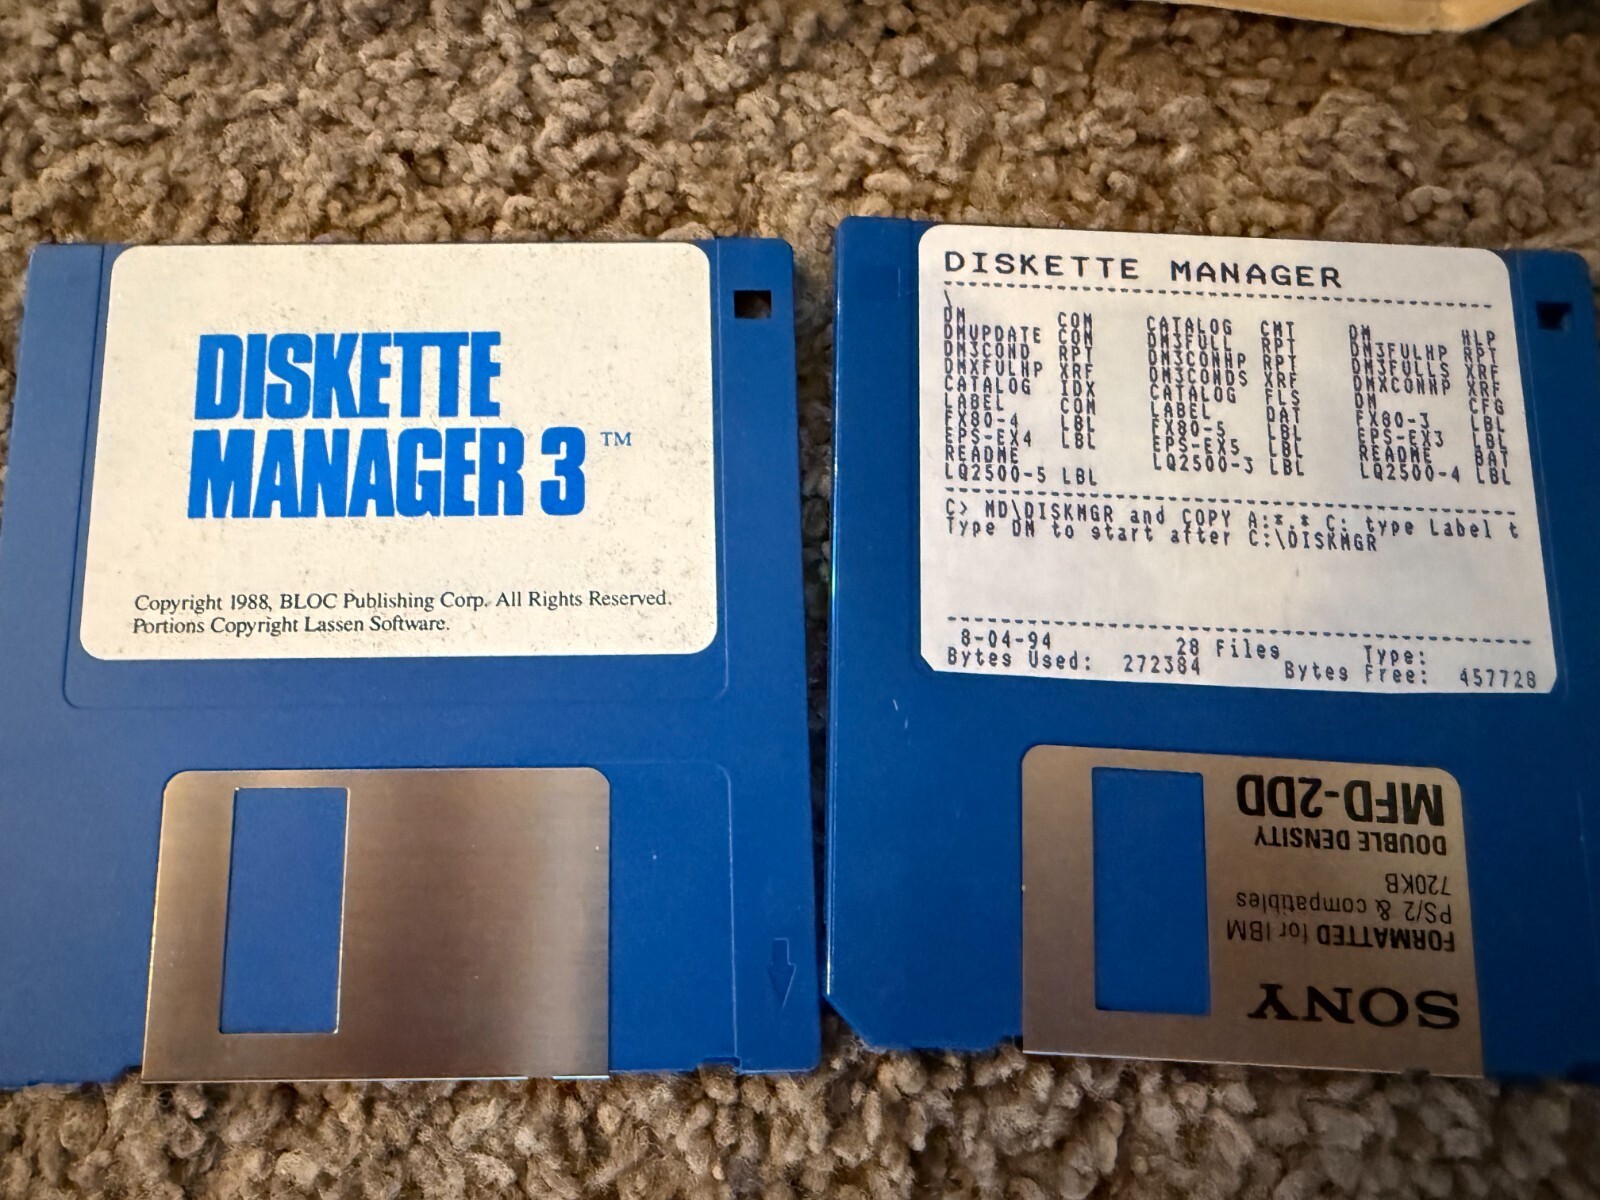 DISKETTE
MANAGER 3 ™
Copyright 1988, BLOC Publishing Corp. All Rights Reserved.
Portions Copyright Lassen Software.
DISKETTE MANAGER
\
DM COM CATALOG CMT DM HLP
DMUPDATE COM DM3FULL RPT DM3FULHP RPT
DM3COND RPT DM3CONHP RPT DM3FULLS XRF
DMXFULHP XRF DM3CONDS XRF DMXCONHP XRF
CATALOG IDX CATALOG FLS DM CFG
LABEL COM LABEL DAT FX80-3 LBL
FX80-4 LBL FX80-5 LBL EPS-EX3 LBL
EPS-EX4 LBL EPS-EX5 LBL README BAT
README LQ2500-3 LBL LQ2500-4 LBL
LQ2500-5 LBL
C> MD\DISKMGR and COPY A:*.* C: type Label t
Type DM to start after C:\DISKMGR
8-04-94 28 Files Type:
Bytes Used: 272384 Bytes Free: 457728
SONY
FORMATTED for IBM
PS/2 & compatibles
720KB
DOUBLE DENSITY
MFD-2DD